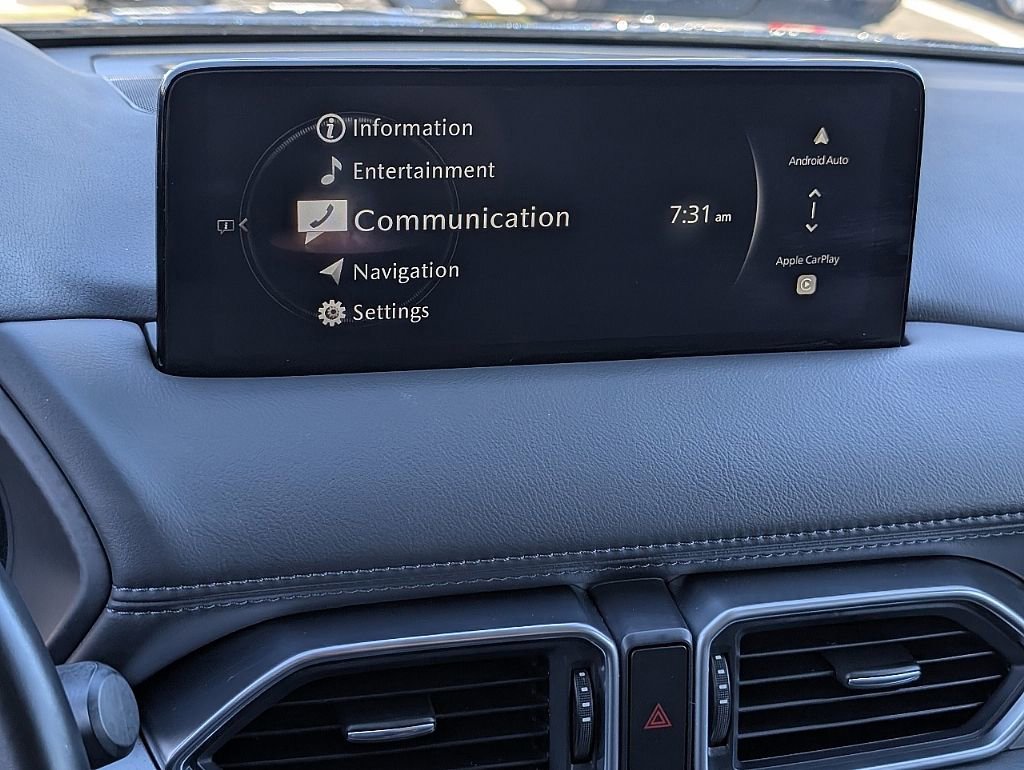 Information
Entertainment
Communication
Navigation
Settings
7:31 am
Android Auto
Apple CarPlay